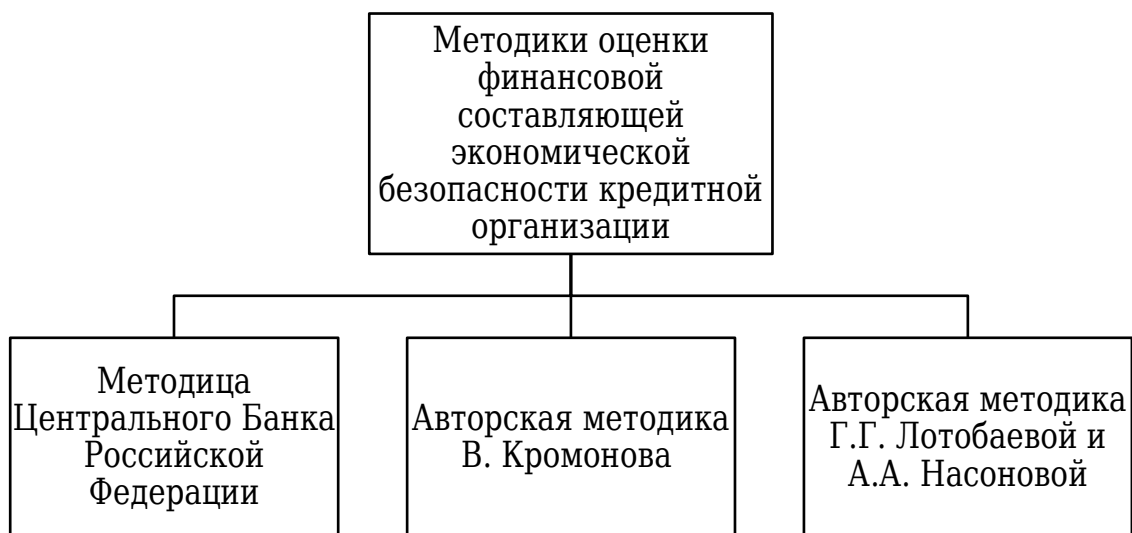 Методики оценки
финансовой
составляющей
экономической
безопасности кредитной
организации
Методица
Центрального Банка
Российской
Федерации
Авторская методика
В. Кромонова
Авторская методика
Г.Г. Лотобаевой и
А.А. Насоновой